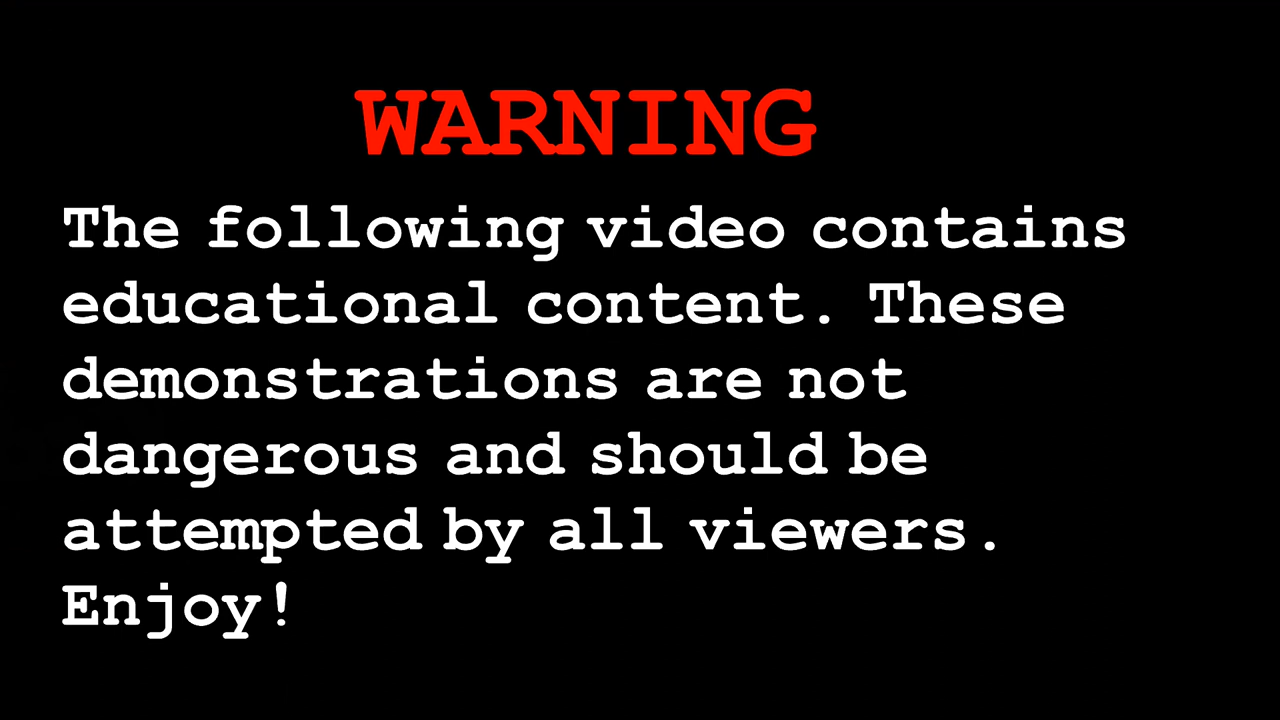 WARNING
The following video contains
educational content. These
demonstrations are not
dangerous and should be
attempted by all viewers.
Enjoy!